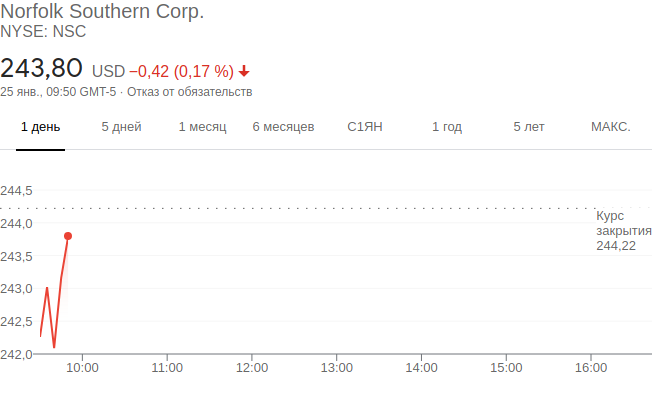 Norfolk Southern Corp.
NYSE: NSC
243,80 USD −0,42 (0,17 %)
25 янв., 09:50 GMT-5 · Отказ от обязательств
1 день 5 дней 1 месяц 6 месяцев С1ЯН 1 год 5 лет МАКС.
244,5
244,0
243,5
243,0
242,5
242,0
Курс
закрытия
244,22
10:00 11:00 12:00 13:00 14:00 15:00 16:00